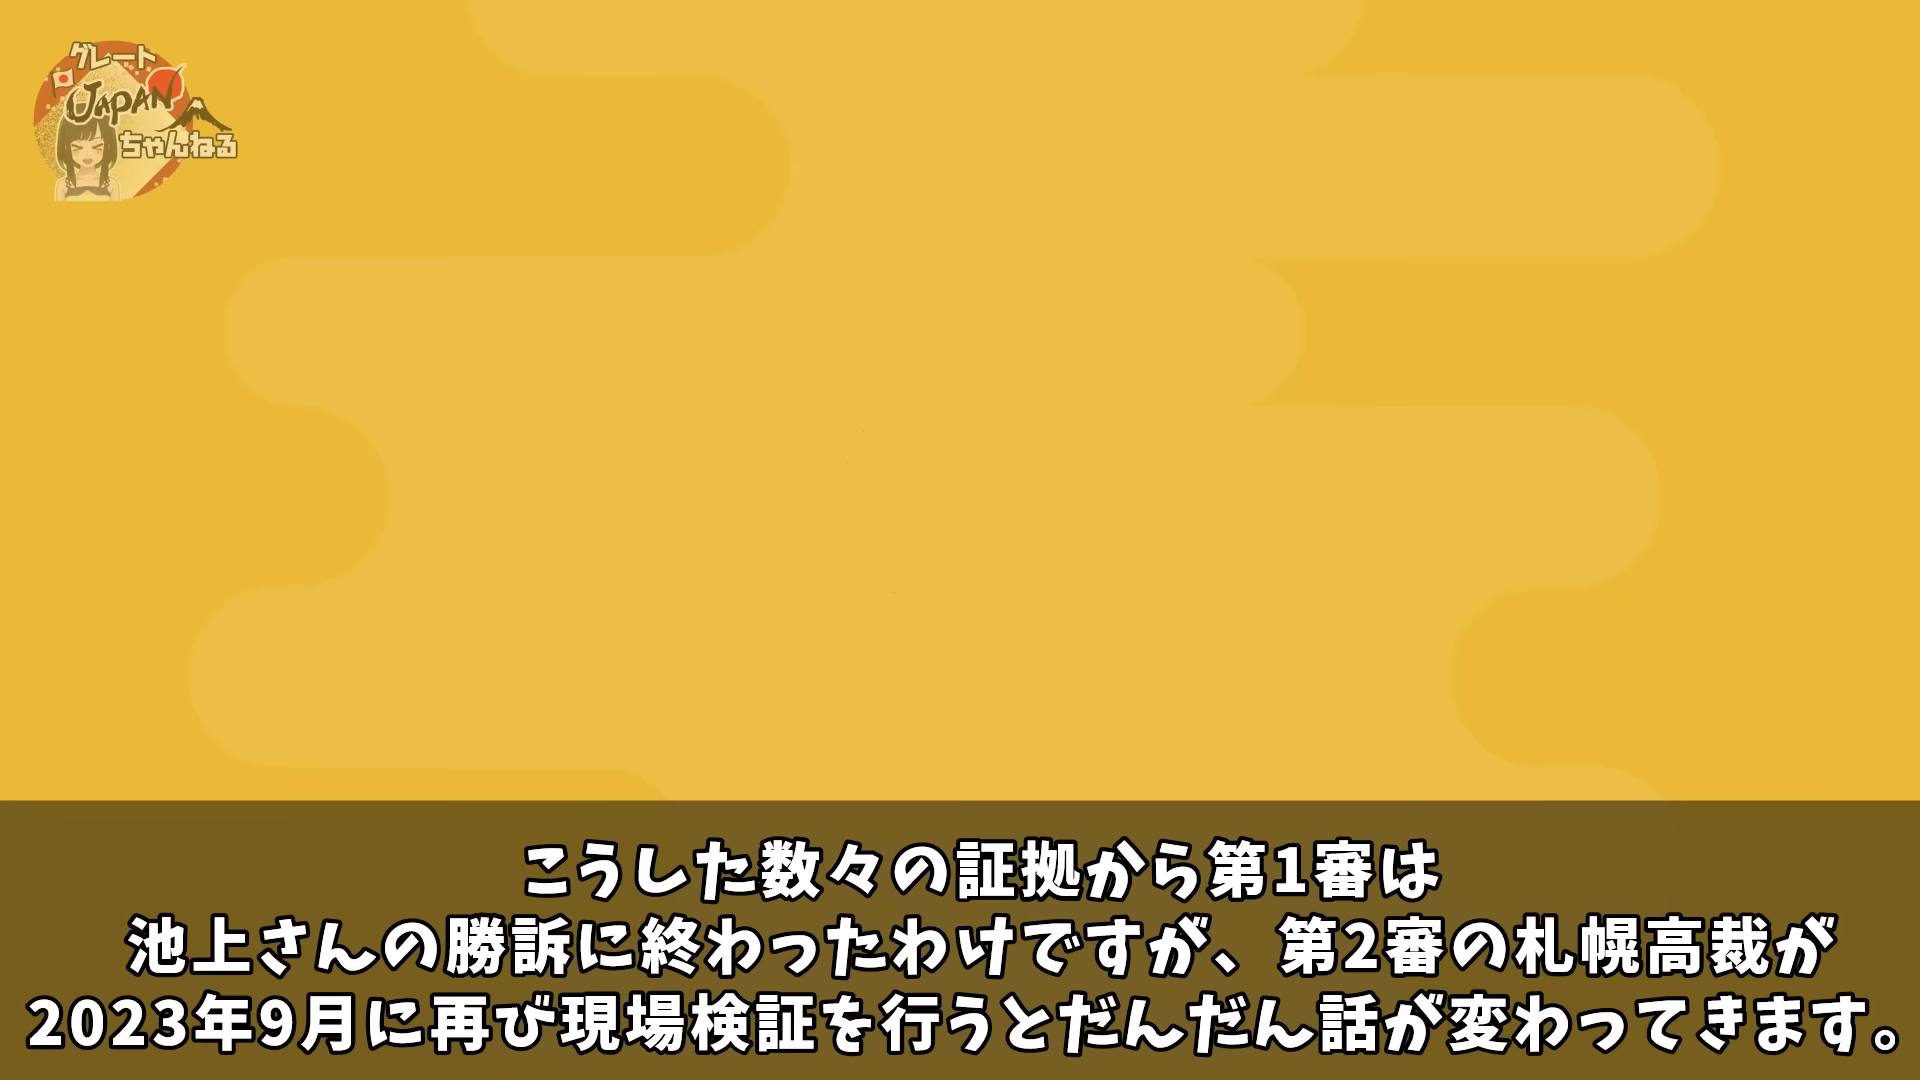 グレート
JAPAN
ちゃんねる
こうした数々の証拠から第1審は
池上さんの勝訴に終わったわけですが、第2審の札幌高裁が
2023年9月に再び現場検証を行うとだんだん話が変わってきます。